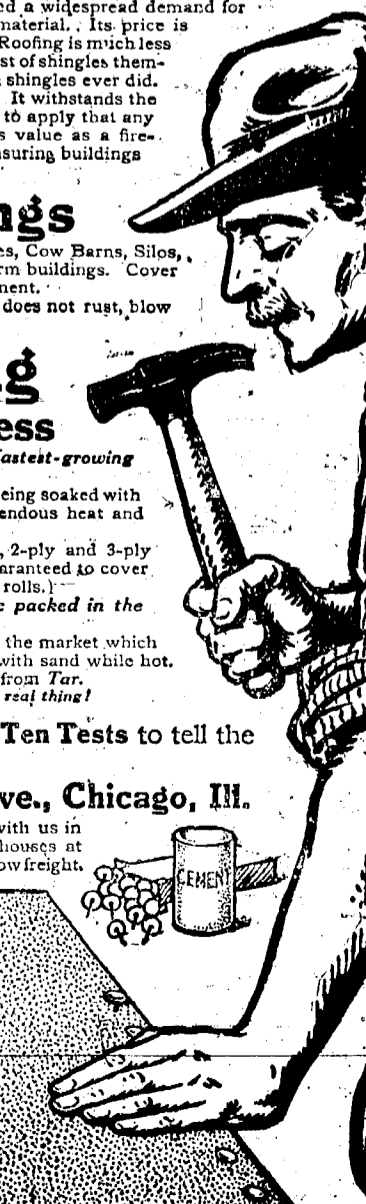 ed a widespread demand for
material. Its price is
Roofing is much less
st of shingles them-
shingles ever did.
It withstands the
to apply that any
s value as a fire-
nsuring buildings
ngs
es, Cow Barns, Silos,
rm buildings. Cover
nent.
does not rust, blow
g
ess
fastest-growing
eing soaked with
endous heat and
, 2-ply and 3-ply
aranteed to cover
rolls.)
packed in the
the market which
with sand while hot.
from Tar.
real thing!
Ten Tests to tell the
ve., Chicago, Ill.
with us in
houses at
ow freight.
CEMENT